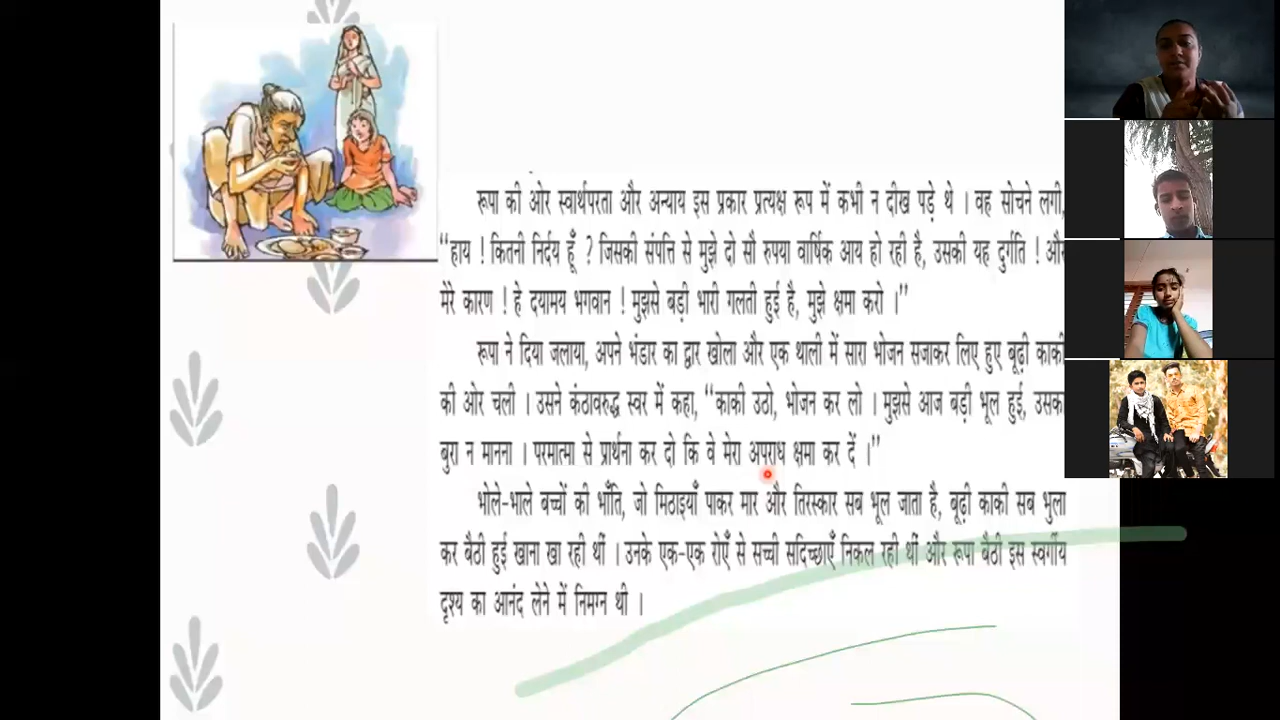 रूपा की ओर स्वार्थपरता और अन्याय इस प्रकार प्रत्यक्ष रूप में कभी न दीख पड़े थे । वह सोचने लगी,
“हाय ! कितनी निर्दय हूँ ? जिसकी संपत्ति से मुझे दो सौ रुपया वार्षिक आय हो रही है, उसकी यह दुर्गति ! और
मेरे कारण ! हे दयामय भगवान ! मुझसे बड़ी भारी गलती हुई है, मुझे क्षमा करो ।”
रूपा ने दिया जलाया, अपने भंडार का द्वार खोला और एक थाली में सारा भोजन सजाकर लिए हुए बूढ़ी काकी
की ओर चली । उसने कंठावरुद्ध स्वर में कहा, “काकी उठो, भोजन कर लो । मुझसे आज बड़ी भूल हुई, उसका
बुरा न मानना । परमात्मा से प्रार्थना कर दो कि वे मेरा अपराध क्षमा कर दें ।”
भोले-भाले बच्चों की भाँति, जो मिठाइयाँ पाकर मार और तिरस्कार सब भूल जाता है, बूढ़ी काकी सब भुला
कर बैठी हुई खाना खा रही थीं । उनके एक-एक रोएँ से सच्ची सदिच्छाएँ निकल रही थीं और रूपा बैठी इस स्वर्गीय
दृश्य का आनंद लेने में निमग्न थी ।